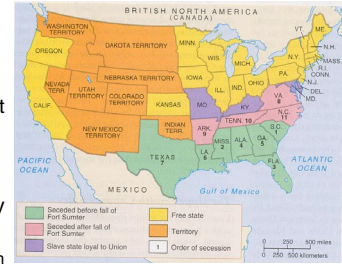 BRITISH NORTH AMERICA
(CANADA)
WASHINGTON
TERRITORY
OREGON
DAKOTA TERRITORY
MINN.
WIS.
MICH.
VT.
ME.
N.H.
MASS.
R.I.
CONN.
N.J.
DEL.
MD.
N.Y.
PA.
NEVADA
TERR.
UTAH
TERRITORY
NEBRASKA TERRITORY
COLORADO
TERRITORY
IOWA
ILL.
IND.
OHIO
CALIF.
KANSAS
MO
KY
VA.
8
NEW MEXICO
TERRITORY
INDIAN
TERR.
ARK.
9
TENN. 10
N.C.
11
S.C.
1
TEXAS
7
LA
6
MISS.
2
ALA
4
GA.
5
FLA
3
PACIFIC
OCEAN
ATLANTIC
OCEAN
MEXICO
Gulf of Mexico
Seceded before fall of
Fort Sumter
Seceded after fall of
Fort Sumter
Slave state loyal to Union
Free state
Territory
1 Order of secession
0 250 500 miles
0 250 500 kilometers